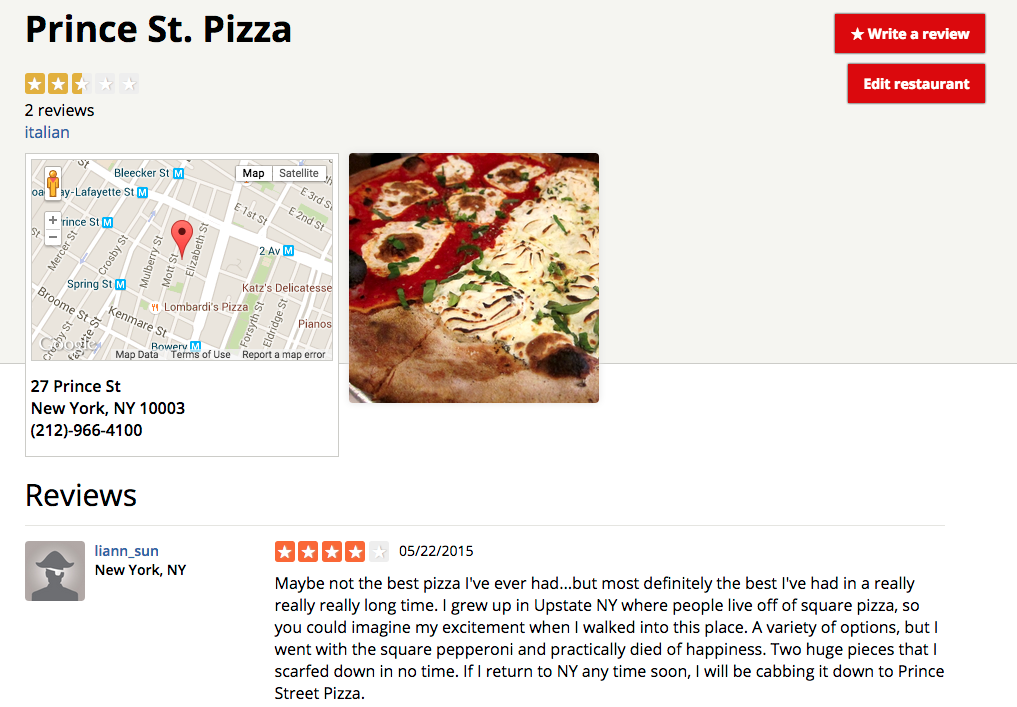 Prince St. Pizza
★ Write a review
Edit restaurant
2 reviews
italian
Bleecker St M
Map
Satellite
ay-Lafayette St M
E 3rd S
E 2nd St
E 1st St
rince St M
2 Av M
Mercer St
Crosby St
Mulberry St
Mott St
Elizabeth St
Spring St M
Katz's Delicatesse
Lombardi's Pizza
Broome St
Kenmare St
Forsyth St
Eldridge St
Pianos
Bowery M
Google
Map Data
Terms of Use
Report a map error
27 Prince St
New York, NY 10003
(212)-966-4100
Reviews
liann_sun
New York, NY
05/22/2015
Maybe not the best pizza I've ever had...but most definitely the best I've had in a really
really really long time. I grew up in Upstate NY where people live off of square pizza, so
you could imagine my excitement when I walked into this place. A variety of options, but I
went with the square pepperoni and practically died of happiness. Two huge pieces that I
scarfed down in no time. If I return to NY any time soon, I will be cabbing it down to Prince
Street Pizza.